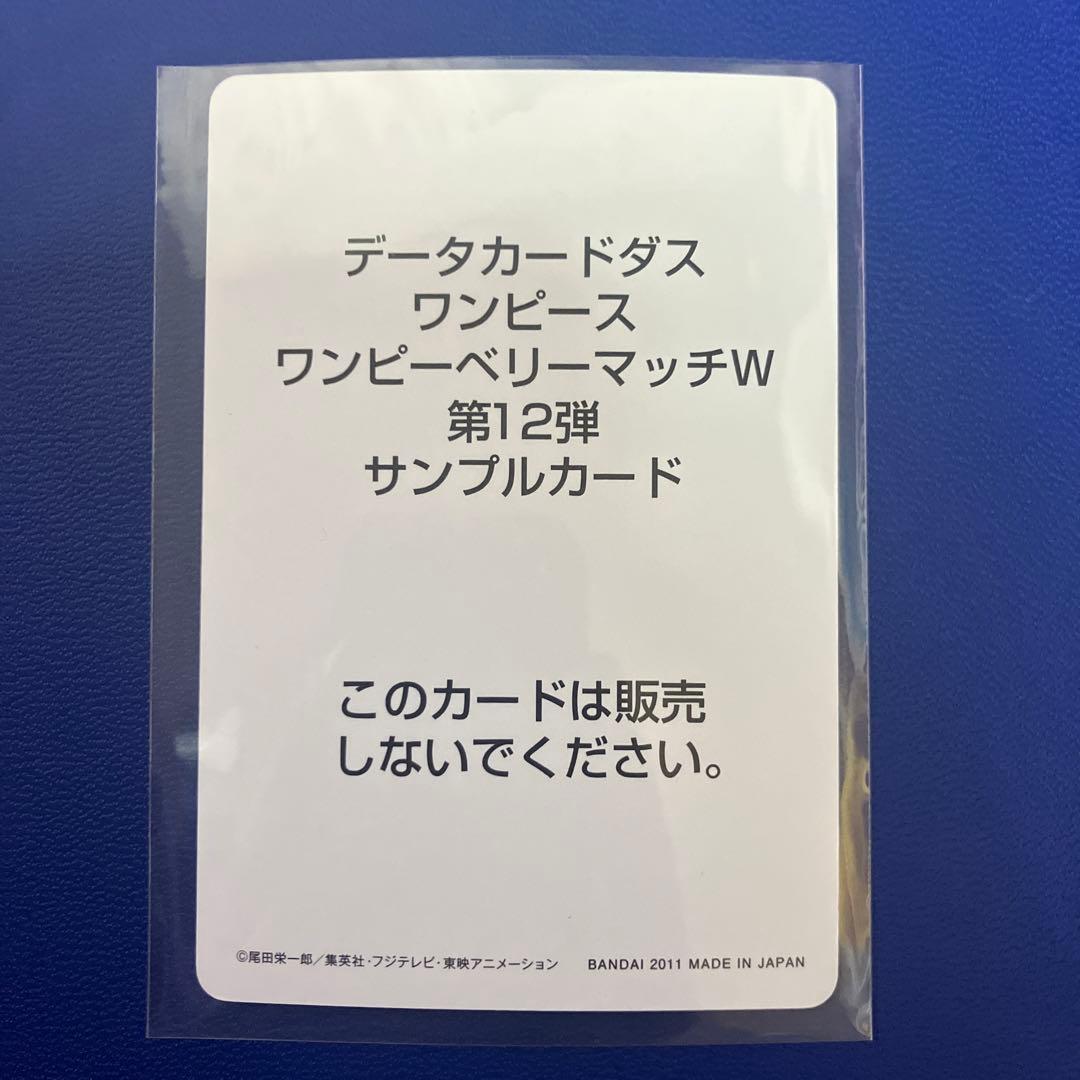 データカードダス
ワンピース
ワンピーベリーマッチW
第12弾
サンプルカード
このカードは販売
しないでください。
©尾田栄一郎／集英社・フジテレビ・東映アニメーション BANDAI 2011 MADE IN JAPAN